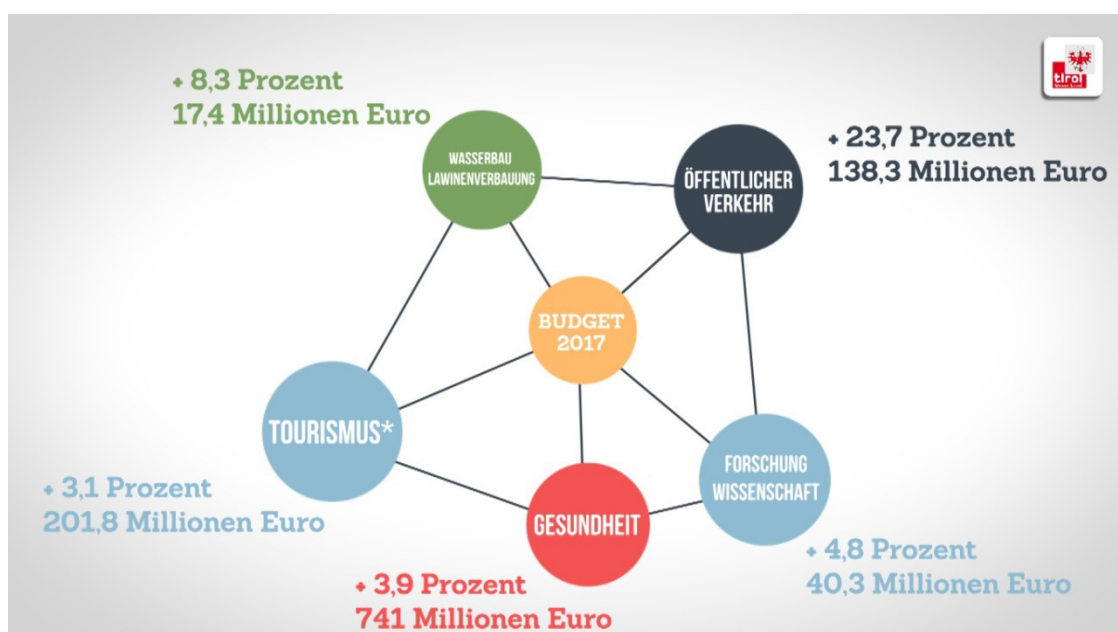 + 8,3 Prozent
17,4 Millionen Euro
WASSERBAU
LAWINENVERBAUUNG
tirol
ÖFFENTLICHER
VERKEHR
+ 23,7 Prozent
138,3 Millionen Euro
BUDGET
2017
TOURISMUS*
+ 3,1 Prozent
201,8 Millionen Euro
GESUNDHEIT
+ 3,9 Prozent
741 Millionen Euro
FORSCHUNG
WISSENSCHAFT
+ 4,8 Prozent
40,3 Millionen Euro